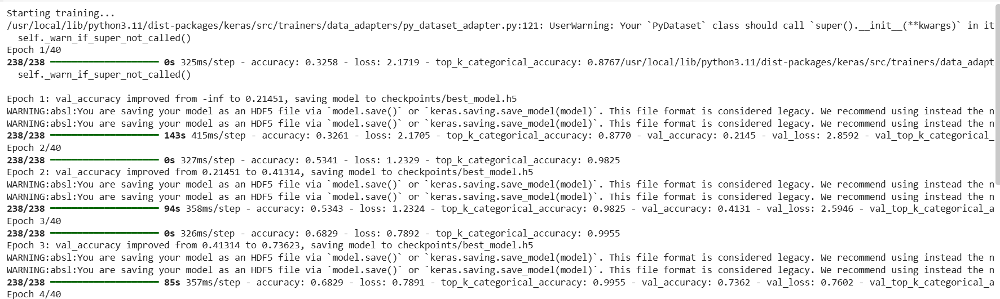 Starting training...
/usr/local/lib/python3.11/dist-packages/keras/src/trainers/data_adapters/py_dataset_adapter.py:121: UserWarning: Your `PyDataset` class should call `super().__init__(**kwargs)` in it
  self._warn_if_super_not_called()
Epoch 1/40
238/238 ━━━━━━━━━━━━━━━━━━━━ 0s 325ms/step - accuracy: 0.3258 - loss: 2.1719 - top_k_categorical_accuracy: 0.8767/usr/local/lib/python3.11/dist-packages/keras/src/trainers/data_adapt
  self._warn_if_super_not_called()
Epoch 1: val_accuracy improved from -inf to 0.21451, saving model to checkpoints/best_model.h5
WARNING:absl:You are saving your model as an HDF5 file via `model.save()` or `keras.saving.save_model(model)`. This file format is considered legacy. We recommend using instead the n
WARNING:absl:You are saving your model as an HDF5 file via `model.save()` or `keras.saving.save_model(model)`. This file format is considered legacy. We recommend using instead the n
238/238 ━━━━━━━━━━━━━━━━━━━━ 143s 415ms/step - accuracy: 0.3261 - loss: 2.1705 - top_k_categorical_accuracy: 0.8770 - val_accuracy: 0.2145 - val_loss: 2.8592 - val_top_k_categorical_
Epoch 2/40
238/238 ━━━━━━━━━━━━━━━━━━━━ 0s 327ms/step - accuracy: 0.5341 - loss: 1.2329 - top_k_categorical_accuracy: 0.9825
Epoch 2: val_accuracy improved from 0.21451 to 0.41314, saving model to checkpoints/best_model.h5
WARNING:absl:You are saving your model as an HDF5 file via `model.save()` or `keras.saving.save_model(model)`. This file format is considered legacy. We recommend using instead the n
WARNING:absl:You are saving your model as an HDF5 file via `model.save()` or `keras.saving.save_model(model)`. This file format is considered legacy. We recommend using instead the n
238/238 ━━━━━━━━━━━━━━━━━━━━ 94s 358ms/step - accuracy: 0.5343 - loss: 1.2324 - top_k_categorical_accuracy: 0.9825 - val_accuracy: 0.4131 - val_loss: 2.5946 - val_top_k_categorical_a
Epoch 3/40
238/238 ━━━━━━━━━━━━━━━━━━━━ 0s 326ms/step - accuracy: 0.6829 - loss: 0.7892 - top_k_categorical_accuracy: 0.9955
Epoch 3: val_accuracy improved from 0.41314 to 0.73623, saving model to checkpoints/best_model.h5
WARNING:absl:You are saving your model as an HDF5 file via `model.save()` or `keras.saving.save_model(model)`. This file format is considered legacy. We recommend using instead the n
WARNING:absl:You are saving your model as an HDF5 file via `model.save()` or `keras.saving.save_model(model)`. This file format is considered legacy. We recommend using instead the n
238/238 ━━━━━━━━━━━━━━━━━━━━ 85s 357ms/step - accuracy: 0.6829 - loss: 0.7891 - top_k_categorical_accuracy: 0.9955 - val_accuracy: 0.7362 - val_loss: 0.7602 - val_top_k_categorical_a
Epoch 4/40